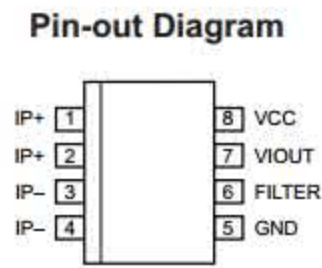 Pin-out Diagram
IP+ 1 8 VCC
IP+ 2 7 VIOUT
IP– 3 6 FILTER
IP– 4 5 GND